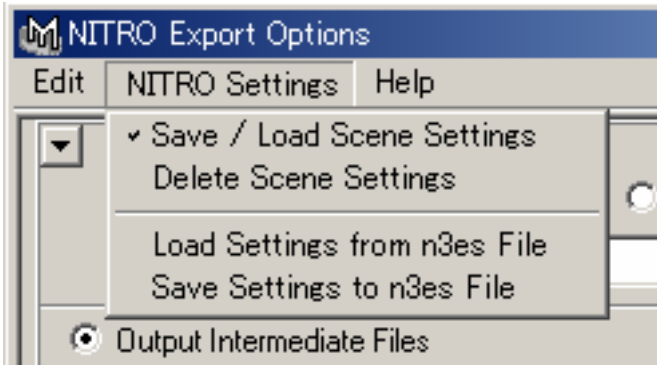 NITRO Export Options
Edit NITRO Settings Help
Save / Load Scene Settings
Delete Scene Settings
Load Settings from n3es File
Save Settings to n3es File
Output Intermediate Files